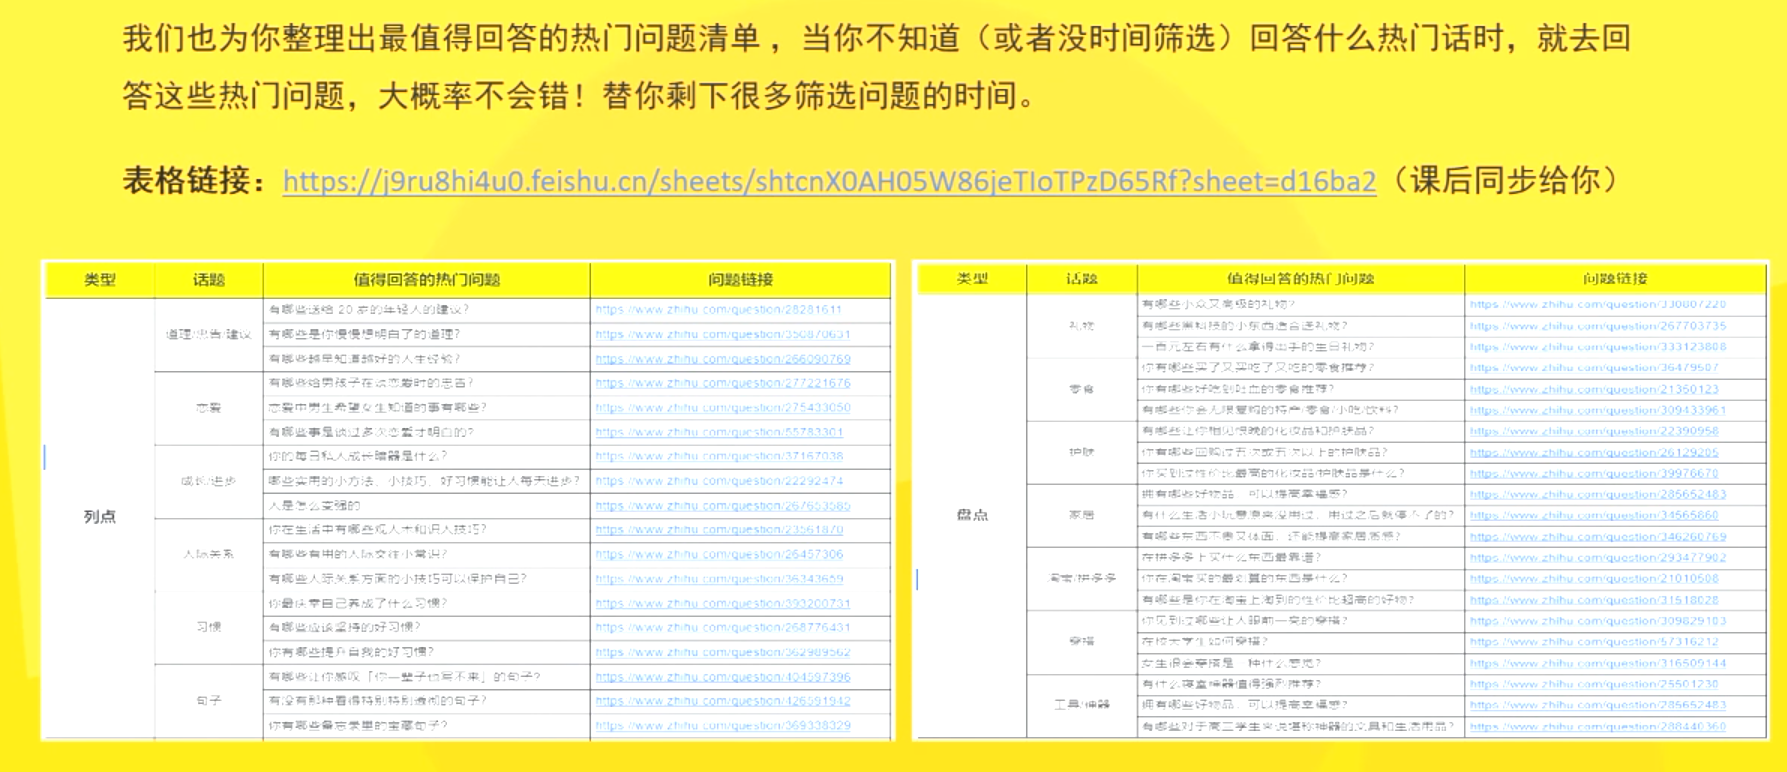 我们也为你整理出最值得回答的热门问题清单，当你不知道（或者没时间筛选）回答什么热门话时，就去回
答这些热门问题，大概率不会错！替你剩下很多筛选问题的时间。
表格链接：https://j9ru8hi4u0.feishu.cn/sheets/shtcnX0AH05W86jeTIoTPzD65Rf?sheet=d16ba2（课后同步给你）
类型 话题 值得回答的热门问题 问题链接
列点
道理/忠告/建议
有哪些送给 20 岁的年轻人的建议？ https://www.zhihu.com/question/28281611
有哪些是你慢慢想明白了的道理？ https://www.zhihu.com/question/350870631
有哪些越早知道越好的人生经验？ https://www.zhihu.com/question/266090769
恋爱
有哪些给男孩子在谈恋爱时的忠告？ https://www.zhihu.com/question/277221676
恋爱中男生希望女生知道的事有哪些？ https://www.zhihu.com/question/275433050
有哪些事是谈过多次恋爱才明白的？ https://www.zhihu.com/question/55783301
成长/进步
你的每日私人成长暗器是什么？ https://www.zhihu.com/question/37167038
哪些实用的小方法、小技巧、好习惯能让人每天进步？ https://www.zhihu.com/question/22292474
人是怎么变强的 https://www.zhihu.com/question/267653585
人际关系
你在生活中有哪些观人术和识人技巧？ https://www.zhihu.com/question/23561870
有哪些有用的人际交往小常识？ https://www.zhihu.com/question/26457306
有哪些人际关系方面的小技巧可以保护自己？ https://www.zhihu.com/question/36343659
习惯
你最庆幸自己养成了什么习惯？ https://www.zhihu.com/question/393200731
有哪些应该坚持的好习惯？ https://www.zhihu.com/question/268776431
你有哪些提升自我的好习惯？ https://www.zhihu.com/question/362989562
句子
有哪些让你感叹「你一辈子也写不来」的句子？ https://www.zhihu.com/question/404597396
有没有那种看得特别特别透彻的句子？ https://www.zhihu.com/question/426591942
你有哪些备忘录里的宝藏句子？ https://www.zhihu.com/question/369338329
类型 话题 值得回答的热门问题 问题链接
盘点
礼物
有哪些小众又高级的礼物？ https://www.zhihu.com/question/330807220
有哪些黑科技的小东西适合送礼物？ https://www.zhihu.com/question/267703735
一百元左右有什么拿得出手的生日礼物？ https://www.zhihu.com/question/333123808
零食
你有哪些买了又买吃了又吃的零食推荐？ https://www.zhihu.com/question/36479507
你有哪些好吃到吐血的零食推荐？ https://www.zhihu.com/question/21350123
有哪些你会无限复购的特产/零食/小吃/饮料？ https://www.zhihu.com/question/309433961
护肤
有哪些让你相见恨晚的化妆品和护肤品？ https://www.zhihu.com/question/22390958
你有哪些回购过五次或五次以上的护肤品？ https://www.zhihu.com/question/26129205
你买到过性价比最高的化妆品/护肤品是什么？ https://www.zhihu.com/question/39976670
家居
拥有哪些好物品，可以提高幸福感？ https://www.zhihu.com/question/285652483
有什么生活小玩意原来没用过，用过之后就停不了的？ https://www.zhihu.com/question/34565860
有哪些东西不贵又体面，还能提高家居质感？ https://www.zhihu.com/question/346260769
淘宝/拼多多
在拼多多上买什么东西最靠谱？ https://www.zhihu.com/question/293477902
你在淘宝买的最划算的东西是什么？ https://www.zhihu.com/question/21010508
有哪些是你在淘宝上淘到的性价比超高的好物？ https://www.zhihu.com/question/31518028
穿搭
你见到过哪些让人眼前一亮的穿搭？ https://www.zhihu.com/question/309829103
在校大学生如何穿搭？ https://www.zhihu.com/question/57316212
女生很会穿搭是一种什么感觉？ https://www.zhihu.com/question/316509144
工具/神器
有什么寝室神器值得强烈推荐？ https://www.zhihu.com/question/25501230
拥有哪些好物品，可以提高幸福感？ https://www.zhihu.com/question/285652483
有哪些对于高三学生来说堪称神器的文具和生活用品？ https://www.zhihu.com/question/288440360